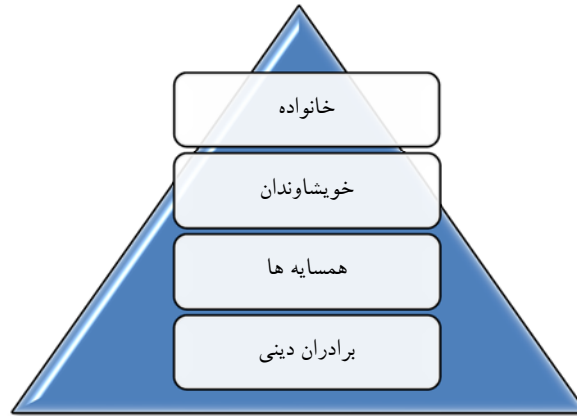 خانواده
خویشاوندان
همسایه ها
برادران دینی